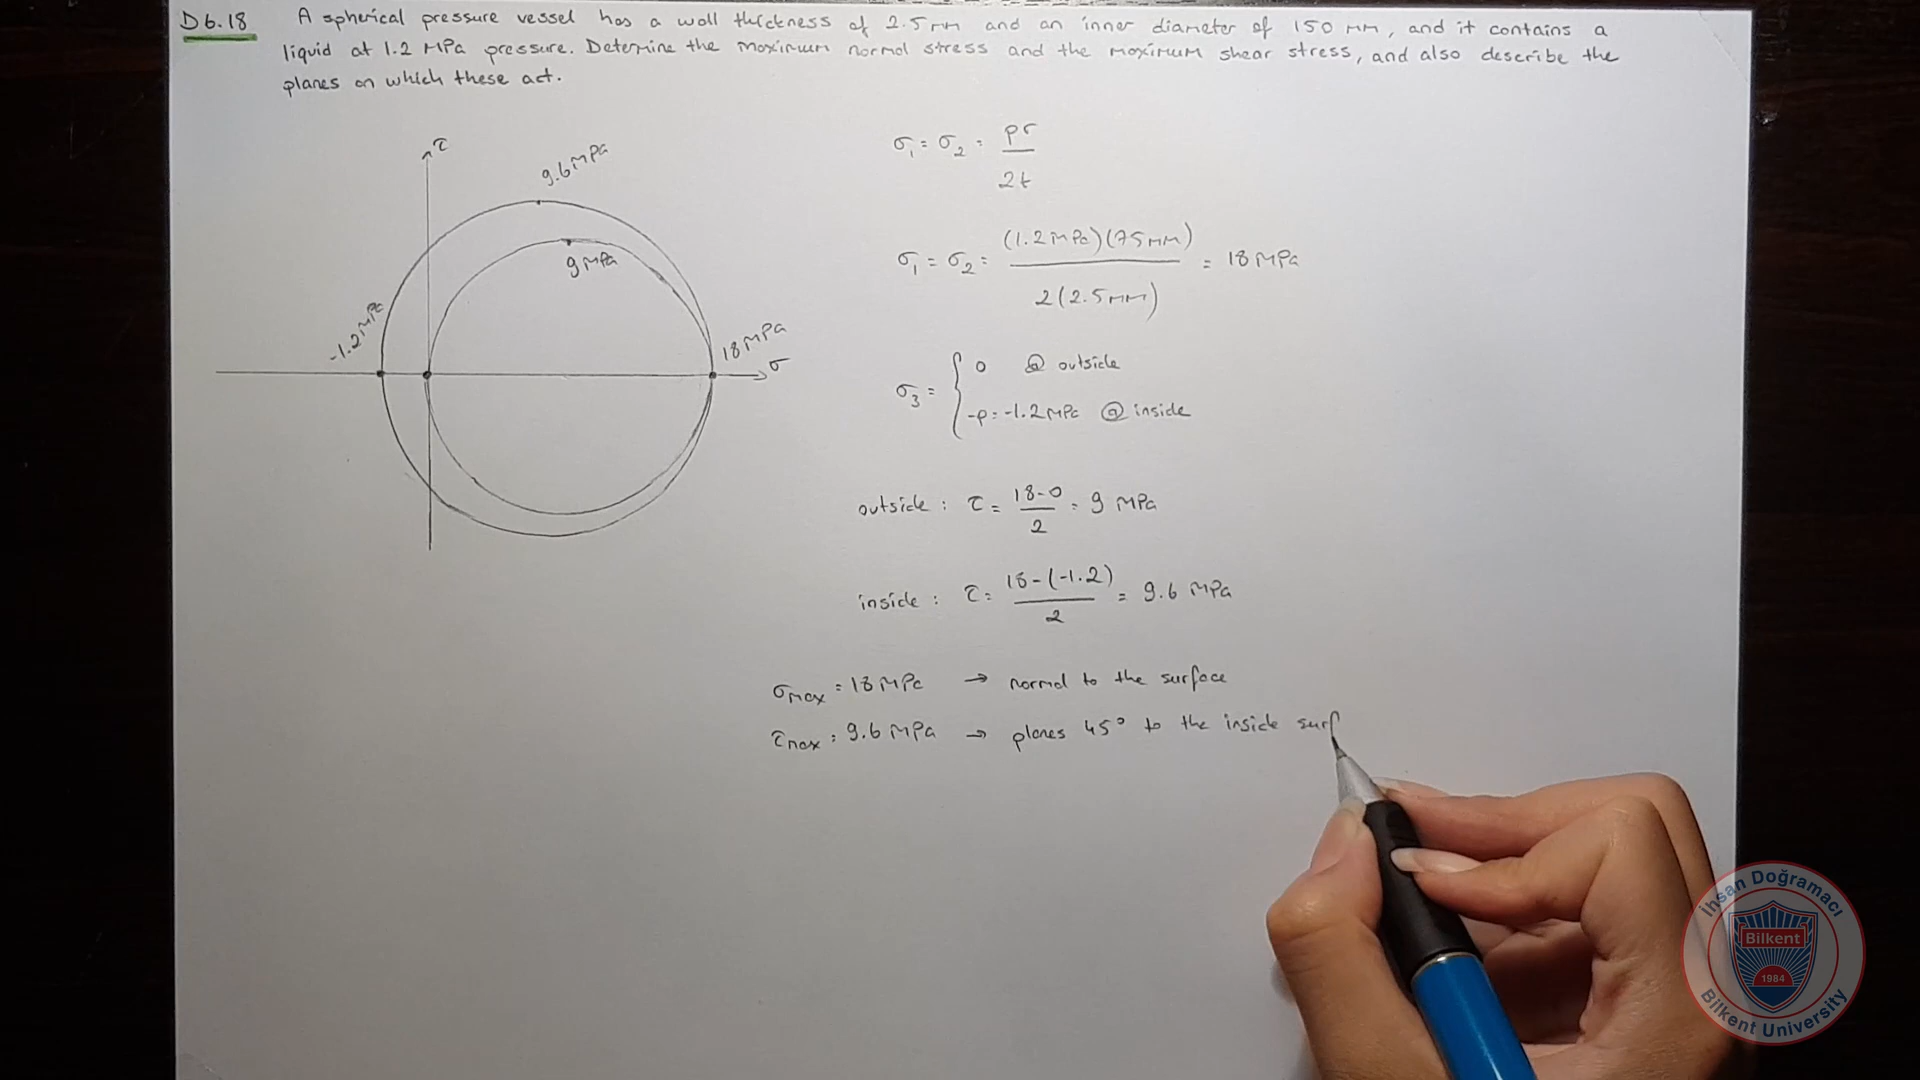 D 6.18 A spherical pressure vessel has a wall thickness of 2.5 mm and an inner diameter of 150 mm, and it contains a
liquid at 1.2 MPa pressure. Determine the maximum normal stress and the maximum shear stress, and also describe the
planes on which these act.
τ
9.6 MPa
9 MPa
-1.2 MPa
18 MPa
σ
σ₁ = σ₂ = pr / 2t
σ₁ = σ₂ = (1.2 MPa)(75 mm) / 2(2.5 mm) = 18 MPa
σ₃ = { 0 @ outside
-p = -1.2 MPa @ inside
outside : τ = 18-0 / 2 = 9 MPa
inside : τ = 18-(-1.2) / 2 = 9.6 MPa
σmax = 18 MPa → normal to the surface
τmax = 9.6 MPa → planes 45° to the inside surf
İhsan Doğramacı
Bilkent
1984
Bilkent University